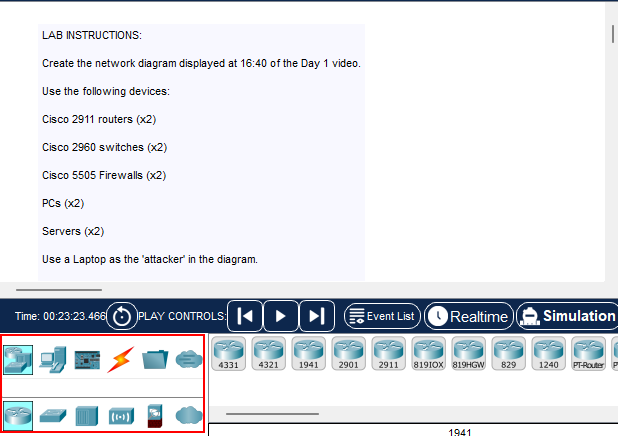 LAB INSTRUCTIONS:
Create the network diagram displayed at 16:40 of the Day 1 video.
Use the following devices:
Cisco 2911 routers (x2)
Cisco 2960 switches (x2)
Cisco 5505 Firewalls (x2)
PCs (x2)
Servers (x2)
Use a Laptop as the 'attacker' in the diagram.
Time: 00:23:23.466 PLAY CONTROLS: Event List Realtime Simulation
4331 4321 1941 2901 2911 819IOX 819HGW 829 1240 PT-Router
1941